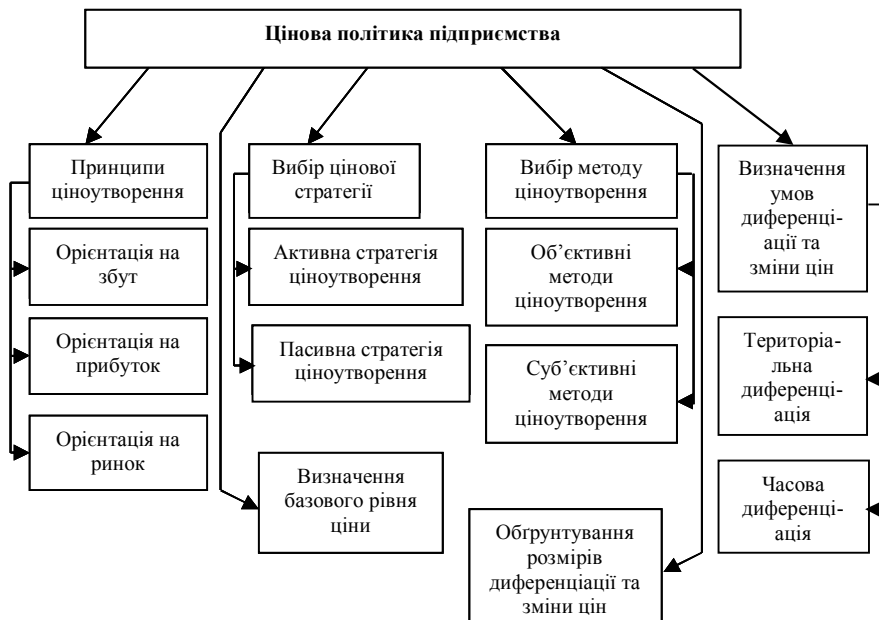 Цінова політика підприємства
Принципи
ціноутворення
Орієнтація на
збут
Орієнтація на
прибуток
Орієнтація на
ринок
Вибір цінової
стратегії
Активна стратегія
ціноутворення
Пасивна стратегія
ціноутворення
Визначення
базового рівня
ціни
Вибір методу
ціноутворення
Об’єктивні
методи
ціноутворення
Суб’єктивні
методи
ціноутворення
Обґрунтування
розмірів
диференціації та
зміни цін
Визначення
умов
диференці-
ації та
зміни цін
Територіа-
льна
диференці-
ація
Часова
диференці-
ація